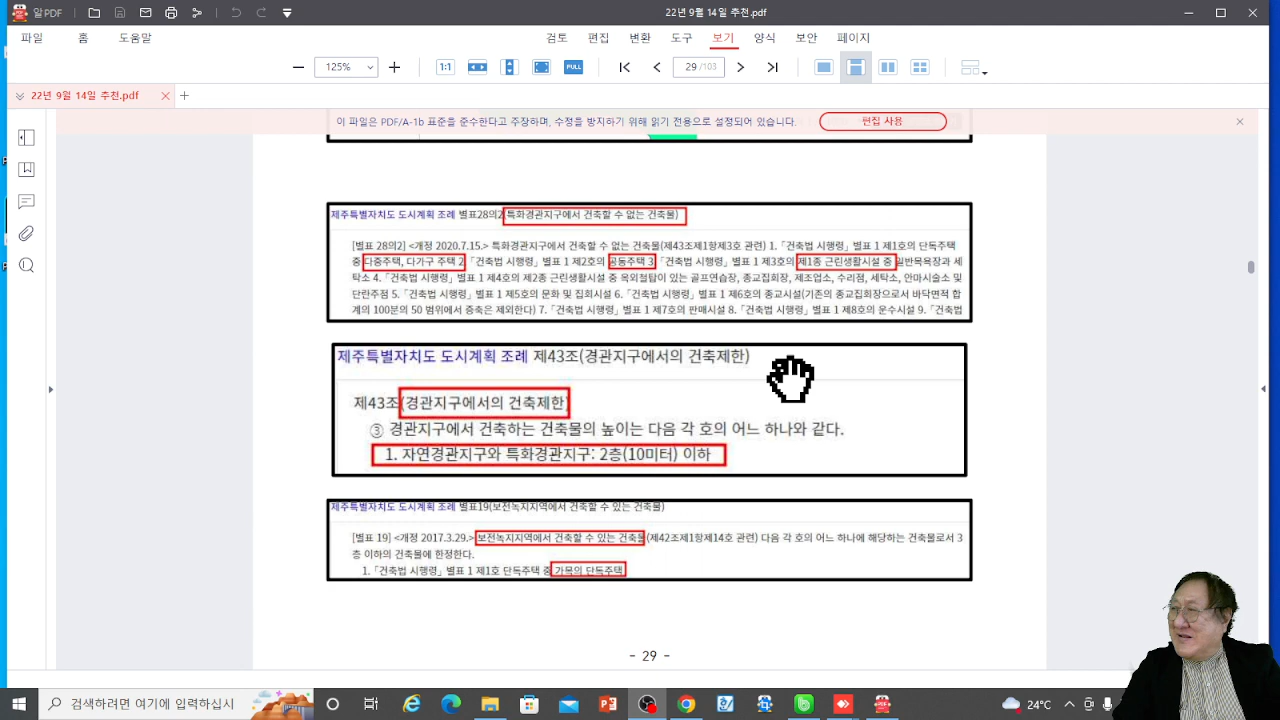 알PDF
22년 9월 14일 추천.pdf
파일 홈 도움말 검토 편집 변환 도구 보기 양식 보안 페이지
125% 1:1 FULL 29 /103
22년 9월 14일 추천.pdf
이 파일은 PDF/A-1b 표준을 준수한다고 주장하며, 수정을 방지하기 위해 읽기 전용으로 설정되어 있습니다. 편집 사용
제주특별자치도 도시계획 조례 별표28의2(특화경관지구에서 건축할 수 없는 건축물)
[별표 28의2] <개정 2020.7.15.> 특화경관지구에서 건축할 수 없는 건축물(제43조제1항제3호 관련) 1.「건축법 시행령」별표 1 제1호의 단독주택
중 다중주택, 다가구 주택 2.「건축법 시행령」별표 1 제2호의 공동주택 3.「건축법 시행령」별표 1 제3호의 제1종 근린생활시설 중 일반목욕장과 세
탁소 4.「건축법 시행령」별표 1 제4호의 제2종 근린생활시설 중 옥외철탑이 있는 골프연습장, 종교집회장, 제조업소, 수리점, 세탁소, 안마시술소 및
단란주점 5.「건축법 시행령」별표 1 제5호의 문화 및 집회시설 6.「건축법 시행령」별표 1 제6호의 종교시설(기존의 종교집회장으로서 바닥면적 합
계의 100분의 50 범위에서 증축은 제외한다) 7.「건축법 시행령」별표 1 제7호의 판매시설 8.「건축법 시행령」별표 1 제8호의 운수시설 9.「건축법
제주특별자치도 도시계획 조례 제43조(경관지구에서의 건축제한)
제43조(경관지구에서의 건축제한)
③ 경관지구에서 건축하는 건축물의 높이는 다음 각 호의 어느 하나와 같다.
1. 자연경관지구와 특화경관지구: 2층(10미터) 이하
제주특별자치도 도시계획 조례 별표19(보전녹지지역에서 건축할 수 있는 건축물)
[별표 19] <개정 2017.3.29.> 보전녹지지역에서 건축할 수 있는 건축물(제42조제1항제14호 관련) 다음 각 호의 어느 하나에 해당하는 건축물로서 3
층 이하의 건축물에 한정한다.
1.「건축법 시행령」별표 1 제1호 단독주택 중 가목의 단독주택
- 29 -
검색하려면 여기에 입력하십시
24°C